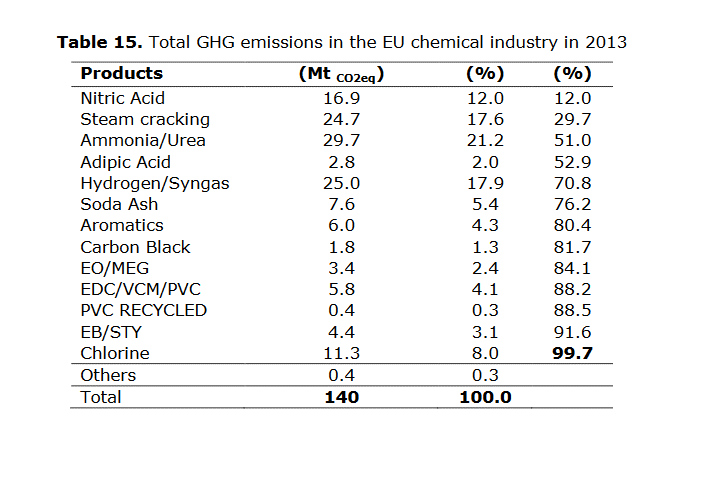 Table 15. Total GHG emissions in the EU chemical industry in 2013
Products (Mt CO2eq) (%) (%)
Nitric Acid 16.9 12.0 12.0
Steam cracking 24.7 17.6 29.7
Ammonia/Urea 29.7 21.2 51.0
Adipic Acid 2.8 2.0 52.9
Hydrogen/Syngas 25.0 17.9 70.8
Soda Ash 7.6 5.4 76.2
Aromatics 6.0 4.3 80.4
Carbon Black 1.8 1.3 81.7
EO/MEG 3.4 2.4 84.1
EDC/VCM/PVC 5.8 4.1 88.2
PVC RECYCLED 0.4 0.3 88.5
EB/STY 4.4 3.1 91.6
Chlorine 11.3 8.0 99.7
Others 0.4 0.3
Total 140 100.0